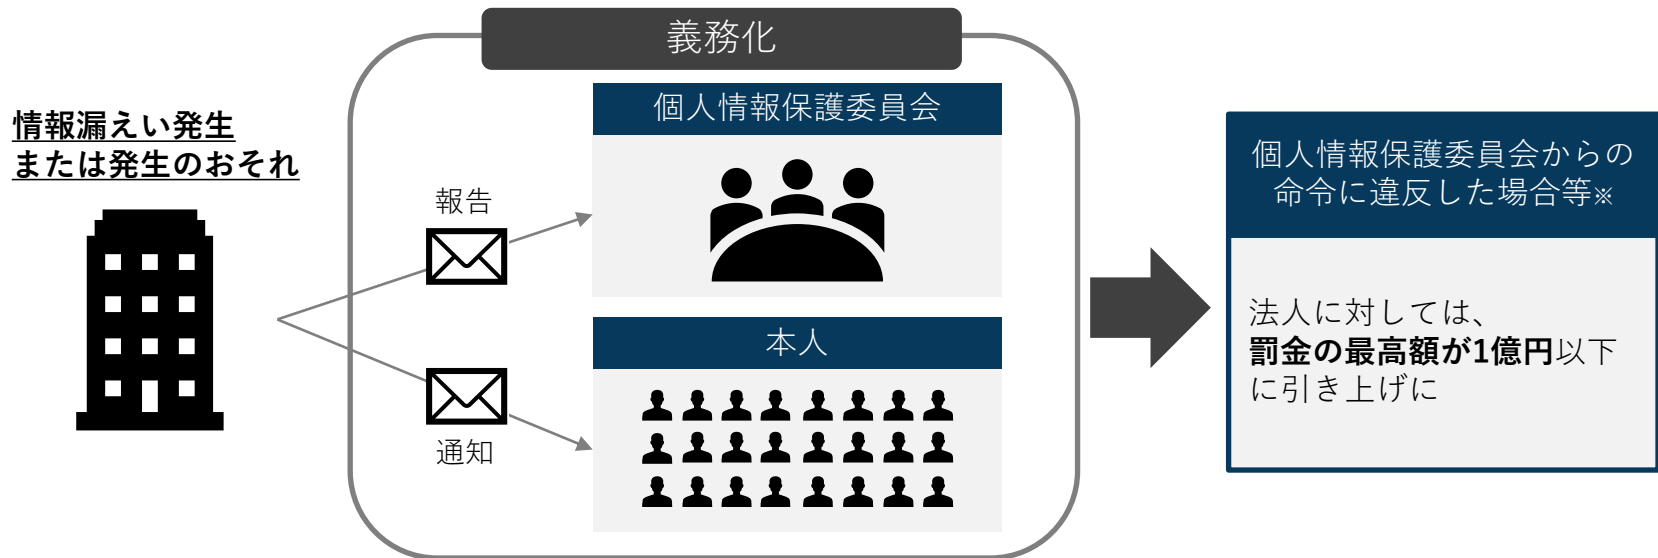 義務化
情報漏えい発生
または発生のおそれ
報告
通知
個人情報保護委員会
本人
個人情報保護委員会からの
命令に違反した場合等※
法人に対しては、
罰金の最高額が1億円以下
に引き上げに